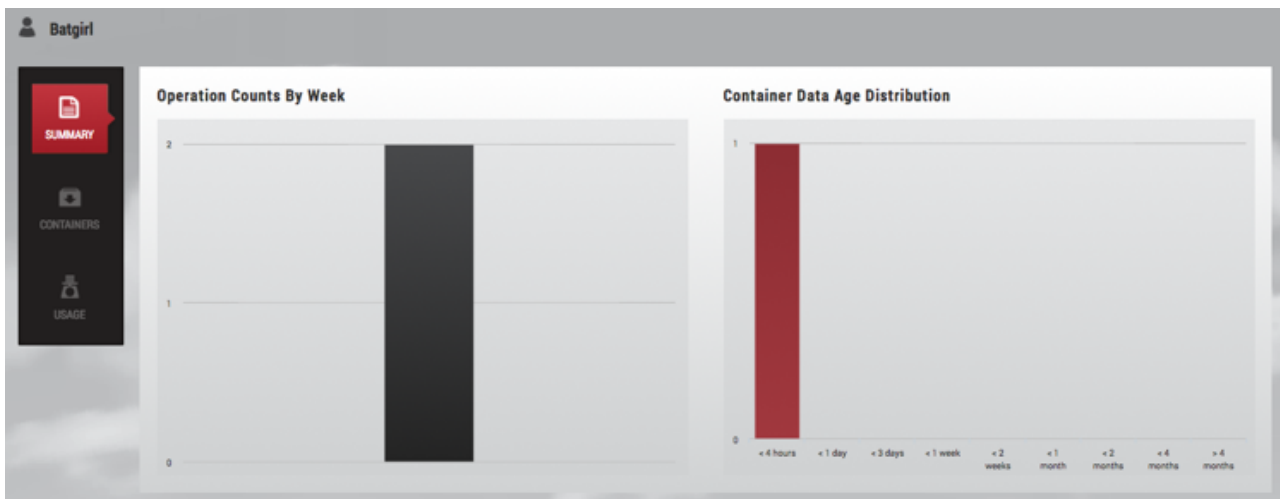 Batgirl
SUMMARY
CONTAINERS
USAGE
Operation Counts By Week
2
1
0
Container Data Age Distribution
1
0
< 4 hours
< 1 day
< 3 days
< 1 week
< 2
weeks
< 1
month
< 2
months
< 4
months
> 4
months